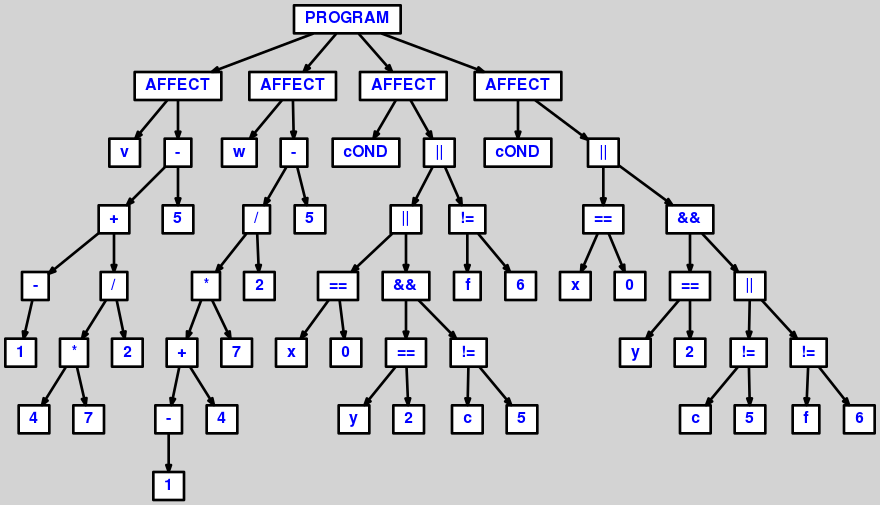 PROGRAM
AFFECT AFFECT AFFECT AFFECT
v - w - cOND || cOND ||
+ 5 / 5 || != == &&
- / * 2 == && f 6 x 0 == ||
1 * 2 + 7 x 0 == != y 2 != !=
4 7 - 4 y 2 c 5 c 5 f 6
1